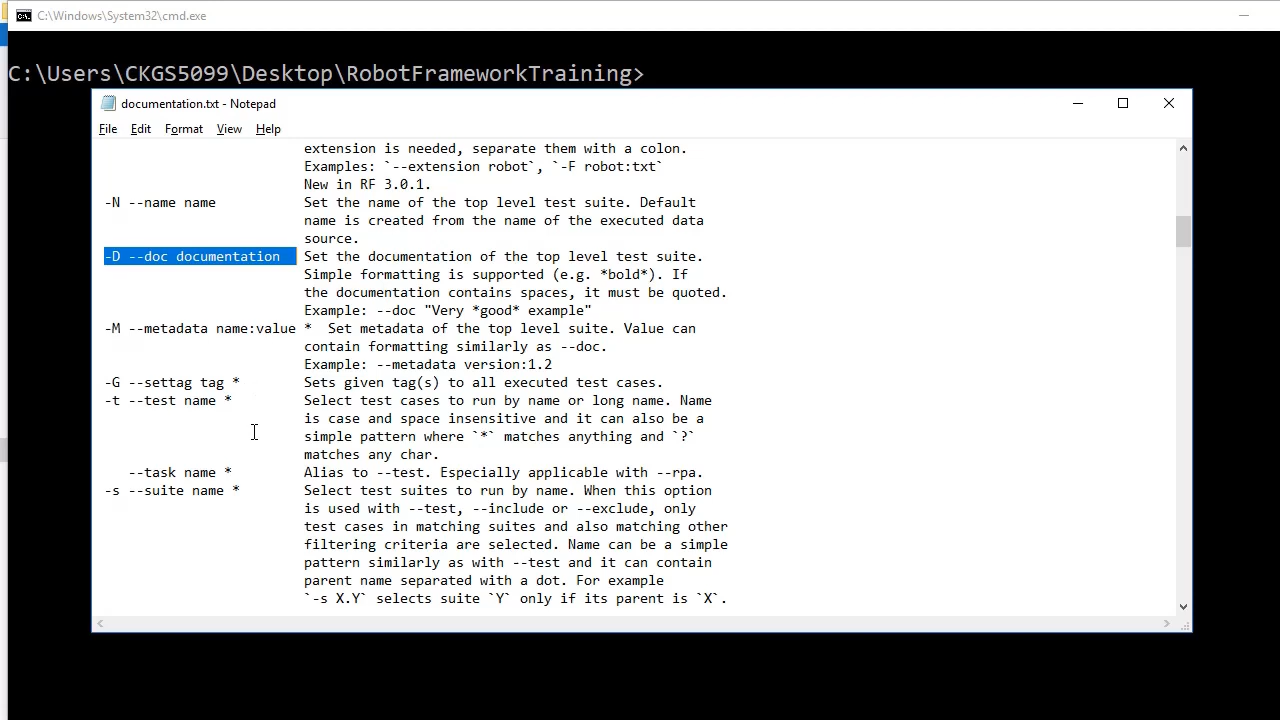 C:\Windows\System32\cmd.exe
C:\Users\CKGS5099\Desktop\RobotFrameworkTraining>
documentation.txt - Notepad
File Edit Format View Help
extension is needed, separate them with a colon.
Examples: `--extension robot`, `-F robot:txt`
New in RF 3.0.1.
-N --name name Set the name of the top level test suite. Default
name is created from the name of the executed data
source.
-D --doc documentation Set the documentation of the top level test suite.
Simple formatting is supported (e.g. *bold*). If
the documentation contains spaces, it must be quoted.
Example: --doc "Very *good* example"
-M --metadata name:value * Set metadata of the top level suite. Value can
contain formatting similarly as --doc.
Example: --metadata version:1.2
-G --settag tag * Sets given tag(s) to all executed test cases.
-t --test name * Select test cases to run by name or long name. Name
is case and space insensitive and it can also be a
simple pattern where `*` matches anything and `?`
matches any char.
--task name * Alias to --test. Especially applicable with --rpa.
-s --suite name * Select test suites to run by name. When this option
is used with --test, --include or --exclude, only
test cases in matching suites and also matching other
filtering criteria are selected. Name can be a simple
pattern similarly as with --test and it can contain
parent name separated with a dot. For example
`-s X.Y` selects suite `Y` only if its parent is `X`.